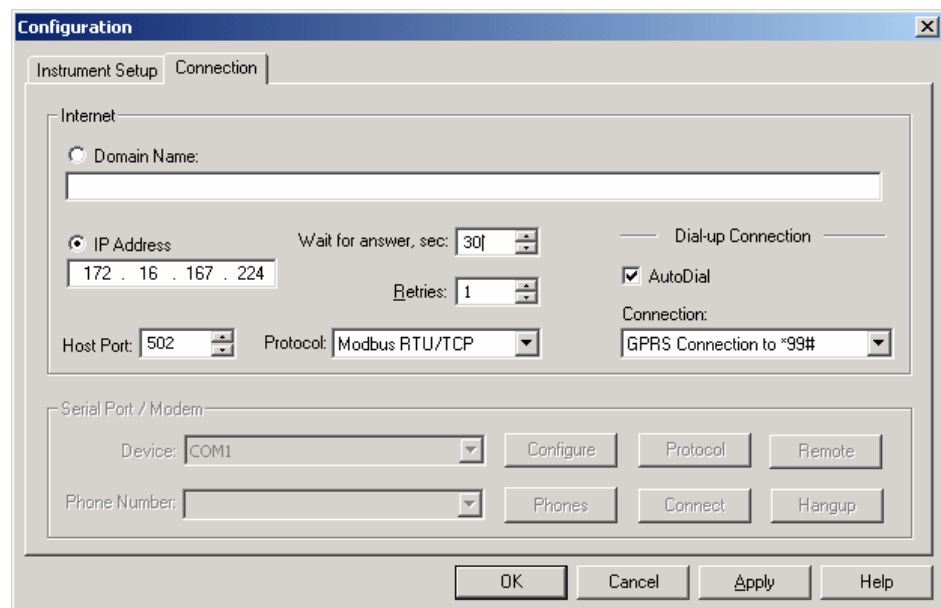 Configuration
Instrument Setup Connection
Internet
Domain Name:
IP Address
172 . 16 . 167 . 224
Wait for answer, sec: 30
Retries: 1
Dial-up Connection
AutoDial
Connection:
GPRS Connection to *99#
Host Port: 502
Protocol: Modbus RTU/TCP
Serial Port / Modem
Device: COM1
Configure Protocol Remote
Phone Number:
Phones Connect Hangup
OK Cancel Apply Help